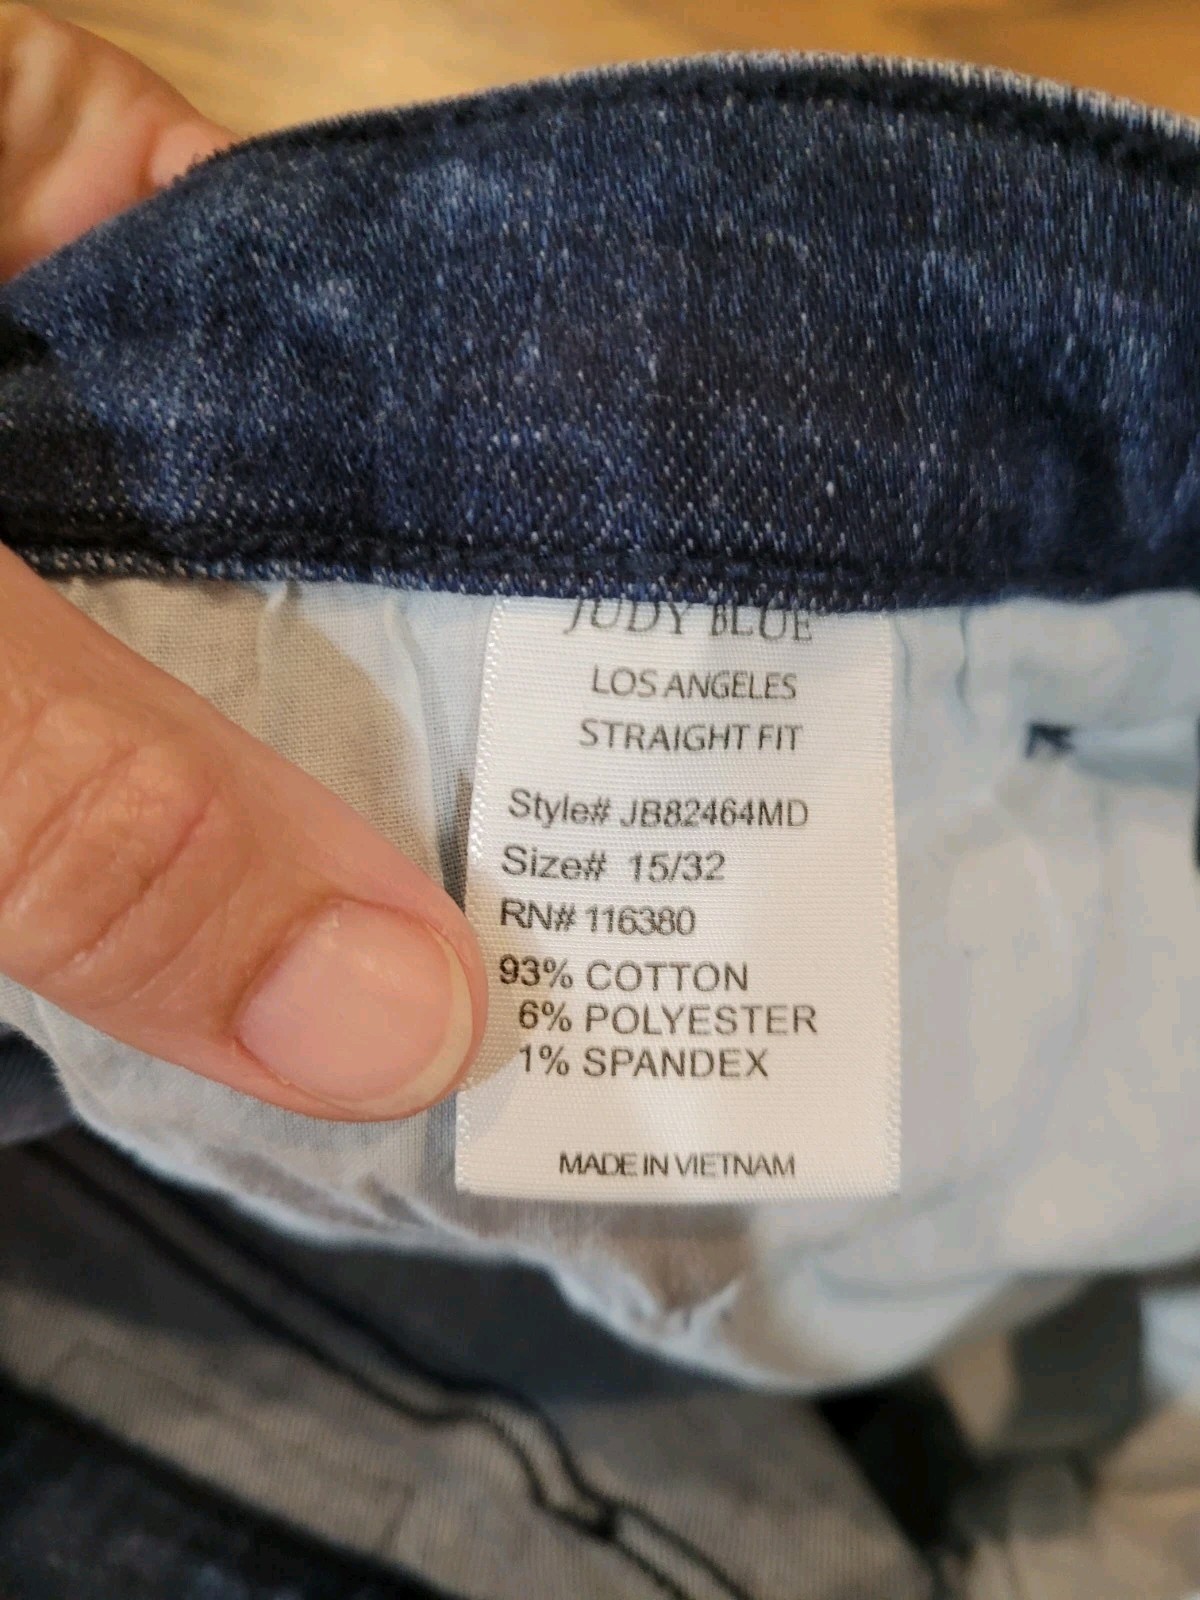 JUDY BLUE
LOS ANGELES
STRAIGHT FIT
Style# JB82464MD
Size# 15/32
RN# 116380
93% COTTON
6% POLYESTER
1% SPANDEX
MADE IN VIETNAM